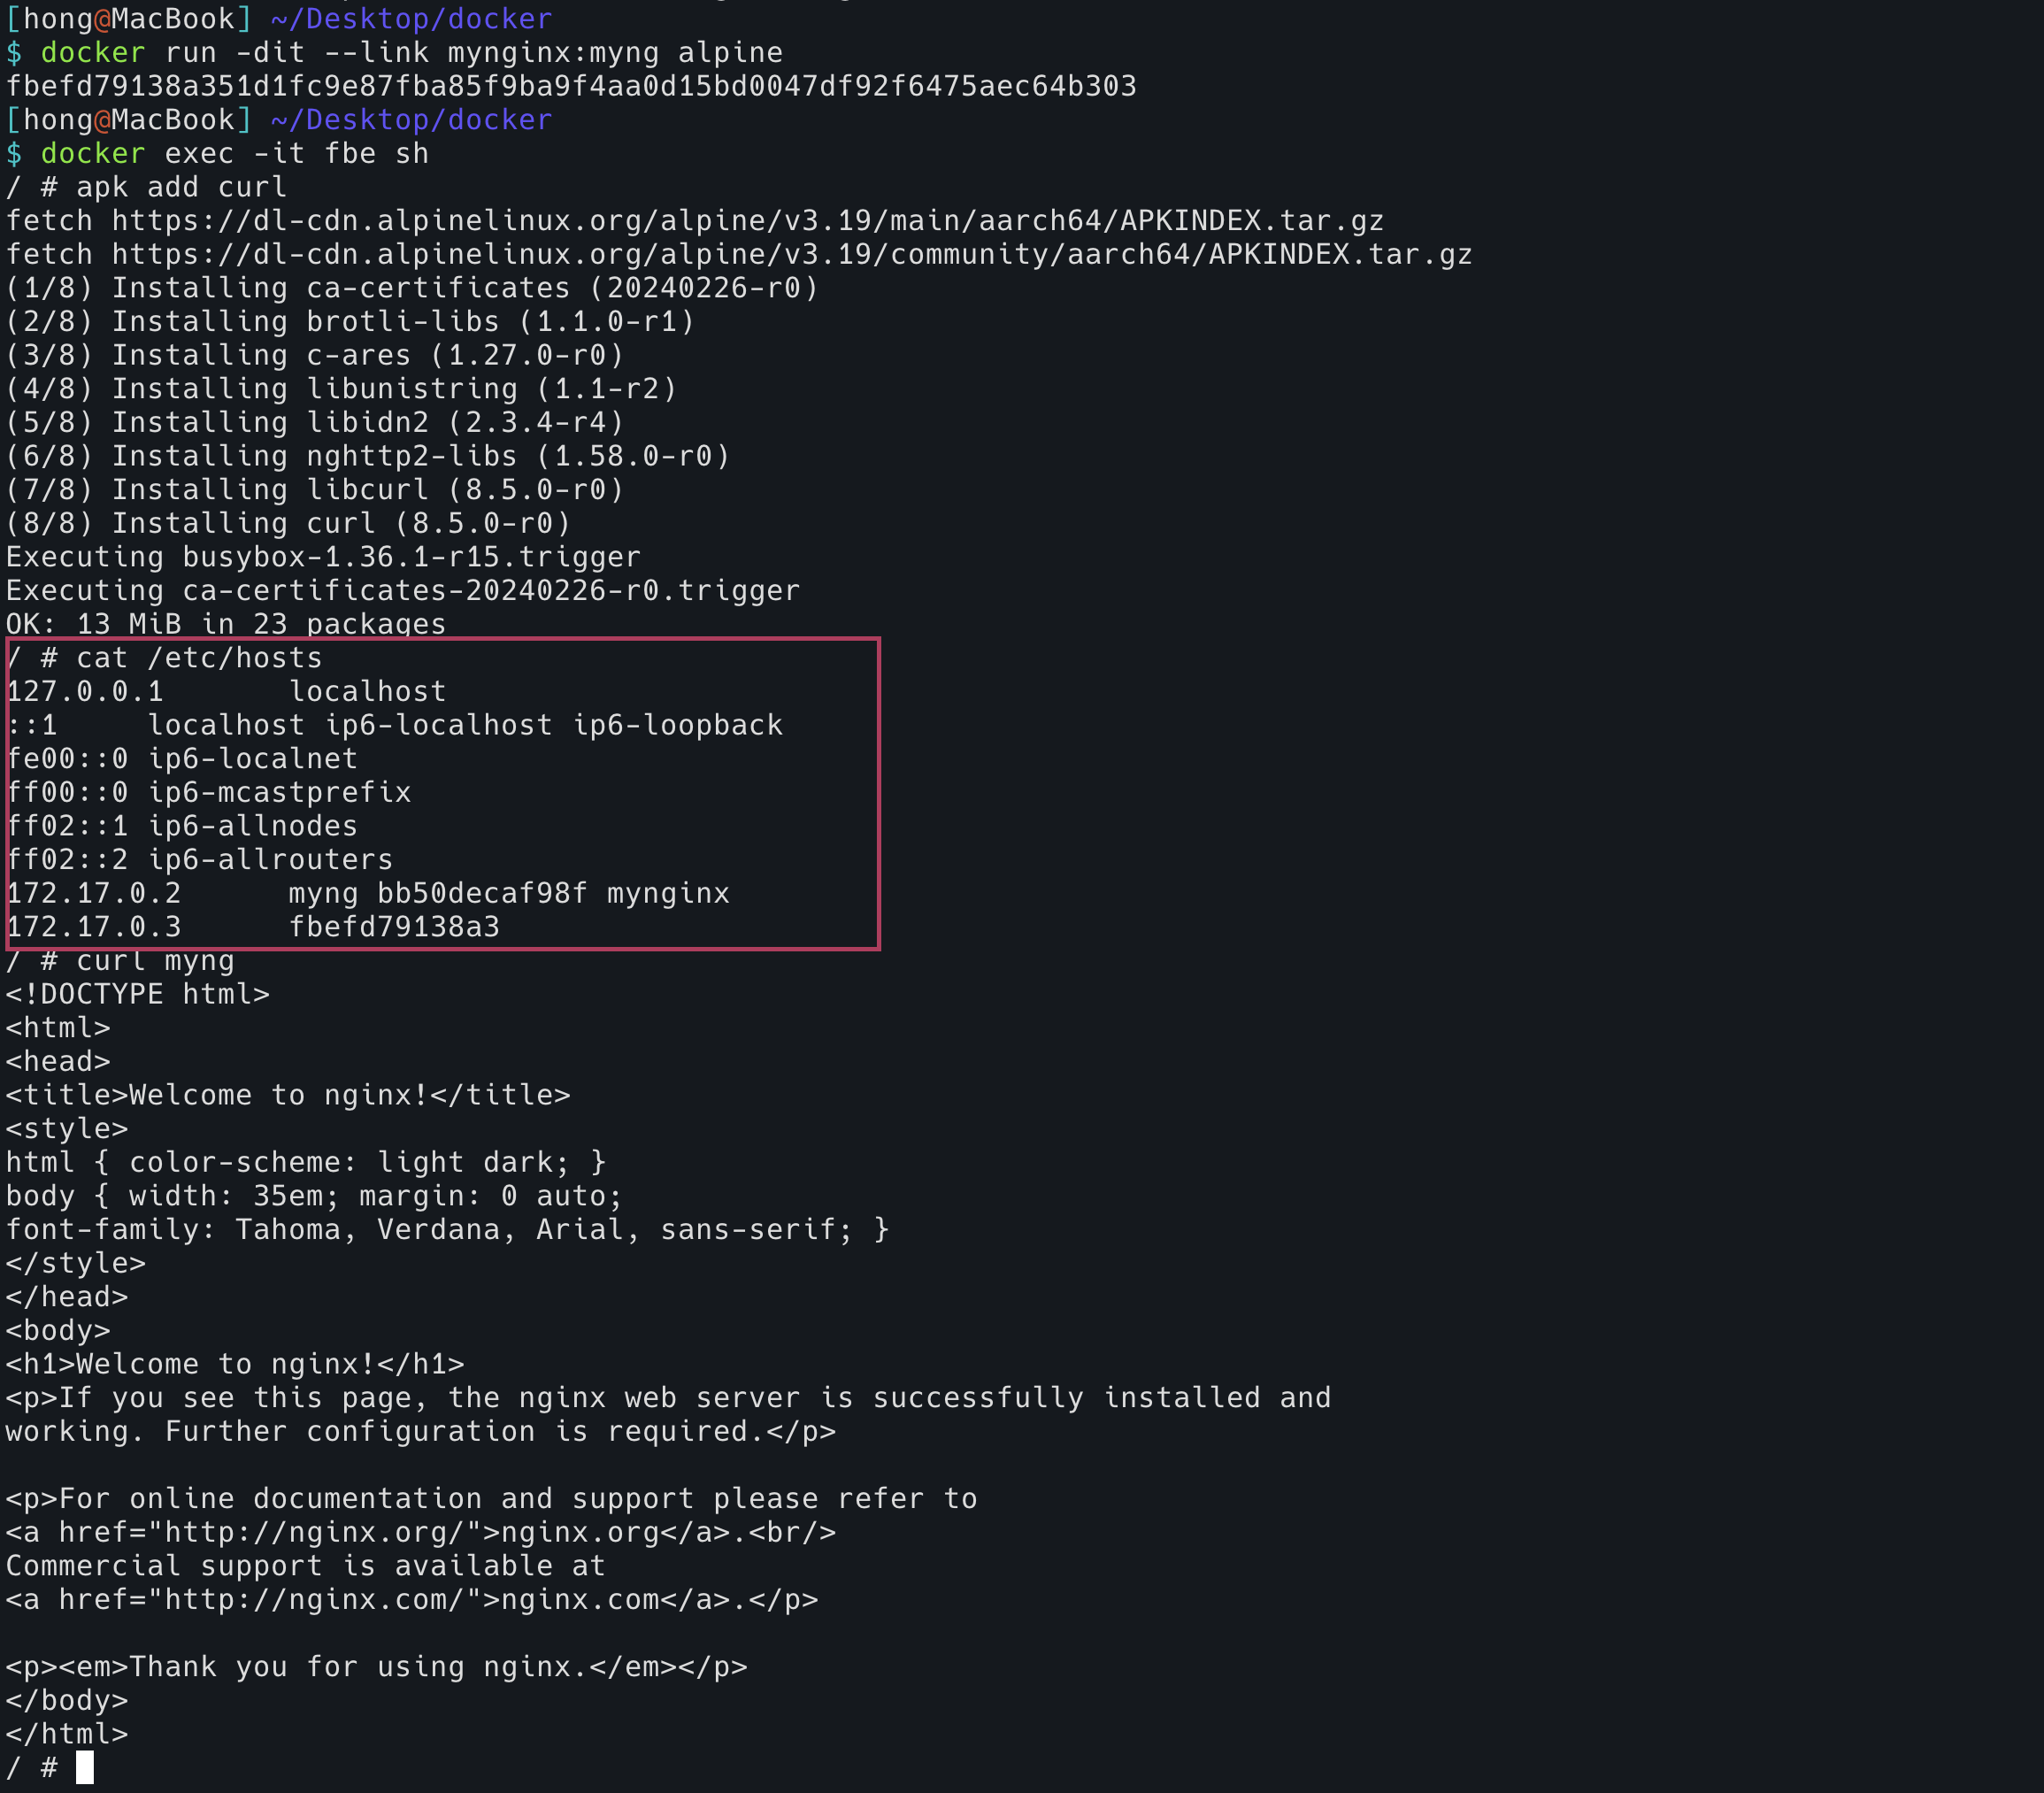 [hong@MacBook] ~/Desktop/docker
$ docker run -dit --link mynginx:myng alpine
fbefd79138a351d1fc9e87fba85f9ba9f4aa0d15bd0047df92f6475aec64b303
[hong@MacBook] ~/Desktop/docker
$ docker exec -it fbe sh
/ # apk add curl
fetch https://dl-cdn.alpinelinux.org/alpine/v3.19/main/aarch64/APKINDEX.tar.gz
fetch https://dl-cdn.alpinelinux.org/alpine/v3.19/community/aarch64/APKINDEX.tar.gz
(1/8) Installing ca-certificates (20240226-r0)
(2/8) Installing brotli-libs (1.1.0-r1)
(3/8) Installing c-ares (1.27.0-r0)
(4/8) Installing libunistring (1.1-r2)
(5/8) Installing libidn2 (2.3.4-r4)
(6/8) Installing nghttp2-libs (1.58.0-r0)
(7/8) Installing libcurl (8.5.0-r0)
(8/8) Installing curl (8.5.0-r0)
Executing busybox-1.36.1-r15.trigger
Executing ca-certificates-20240226-r0.trigger
OK: 13 MiB in 23 packages
/ # cat /etc/hosts
127.0.0.1       localhost
::1     localhost ip6-localhost ip6-loopback
fe00::0 ip6-localnet
ff00::0 ip6-mcastprefix
ff02::1 ip6-allnodes
ff02::2 ip6-allrouters
172.17.0.2      myng bb50decaf98f mynginx
172.17.0.3      fbefd79138a3
/ # curl myng
<!DOCTYPE html>
<html>
<head>
<title>Welcome to nginx!</title>
<style>
html { color-scheme: light dark; }
body { width: 35em; margin: 0 auto;
font-family: Tahoma, Verdana, Arial, sans-serif; }
</style>
</head>
<body>
<h1>Welcome to nginx!</h1>
<p>If you see this page, the nginx web server is successfully installed and
working. Further configuration is required.</p>

<p>For online documentation and support please refer to
<a href="http://nginx.org/">nginx.org</a>.<br/>
Commercial support is available at
<a href="http://nginx.com/">nginx.com</a>.</p>

<p><em>Thank you for using nginx.</em></p>
</body>
</html>
/ #